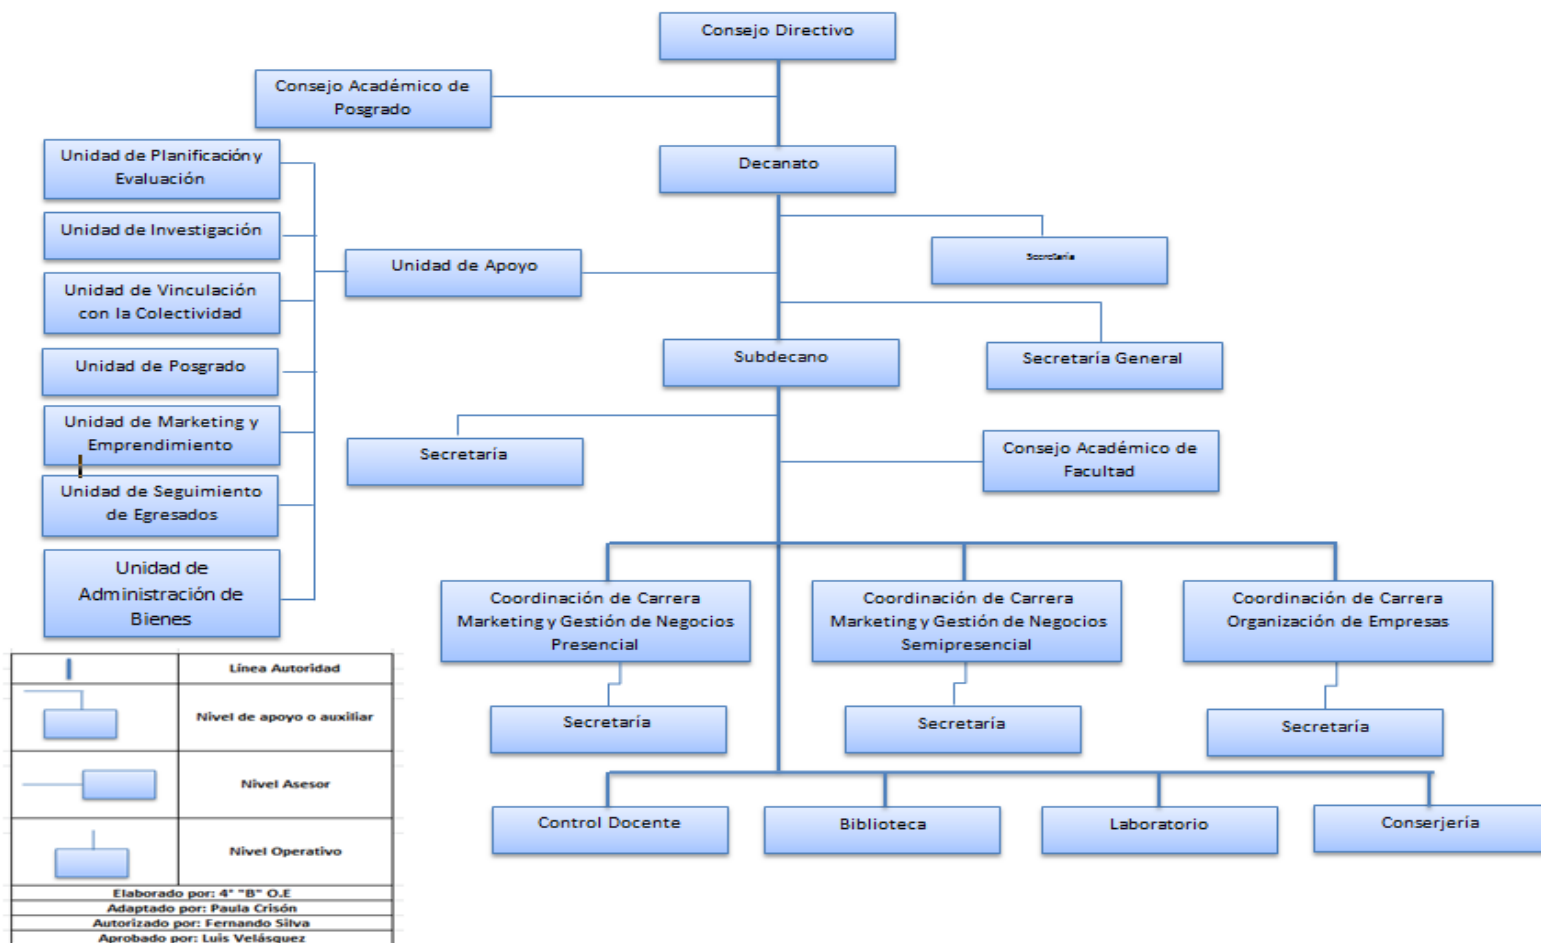 Consejo Directivo
Consejo Académico de
Posgrado
Decanato
Unidad de Planificación y
Evaluación
Unidad de Investigación
Unidad de Vinculación
con la Colectividad
Unidad de Posgrado
Unidad de Marketing y
Emprendimiento
Unidad de Seguimiento
de Egresados
Unidad de
Administración de
Bienes
Unidad de Apoyo
Secretaría
Subdecano
Secretaría General
Secretaría
Consejo Académico de
Facultad
Coordinación de Carrera
Marketing y Gestión de Negocios
Presencial
Coordinación de Carrera
Marketing y Gestión de Negocios
Semipresencial
Coordinación de Carrera
Organización de Empresas
Secretaría
Secretaría
Secretaría
Control Docente
Biblioteca
Laboratorio
Conserjería
Línea Autoridad
Nivel de apoyo o auxiliar
Nivel Asesor
Nivel Operativo
Elaborado por: 4° "B" O.E
Adaptado por: Paula Crisón
Autorizado por: Fernando Silva
Aprobado por: Luis Velásquez